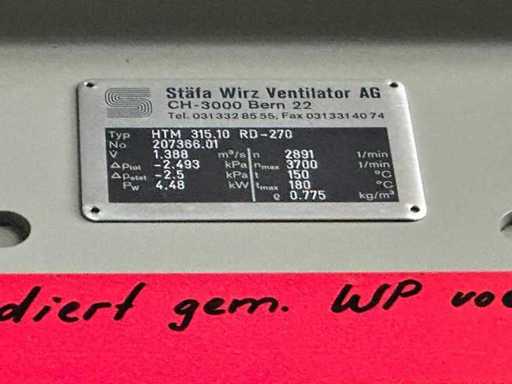 Stäfa Wirz Ventilator AG
CH-3000 Bern 22
Tel. 031 332 85 55, Fax 031 331 40 74
Typ HTM 315.10 RD-270
No 207366.01
V̇ 1.388 m³/s n 2891 1/min
Δptot -2.493 kPa nmax 3700 1/min
Δpstat -2.5 kPa t 150 °C
Pw 4.48 kW tmax 180 °C
ϱ 0.775 kg/m³
diert gem. WP